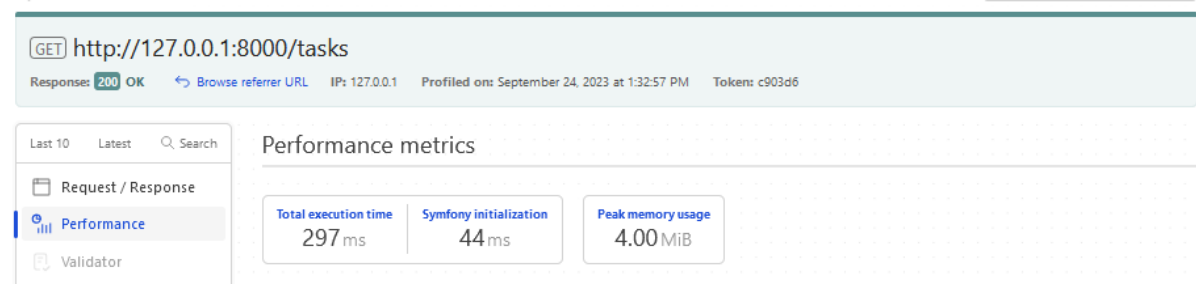 GET http://127.0.0.1:8000/tasks
Response: 200 OK Browse referrer URL IP: 127.0.0.1 Profiled on: September 24, 2023 at 1:32:57 PM Token: c903d6
Last 10 Latest Search
Performance metrics
Request / Response
Performance
Validator
Total execution time Symfony initialization Peak memory usage
297 ms 44 ms 4.00 MiB